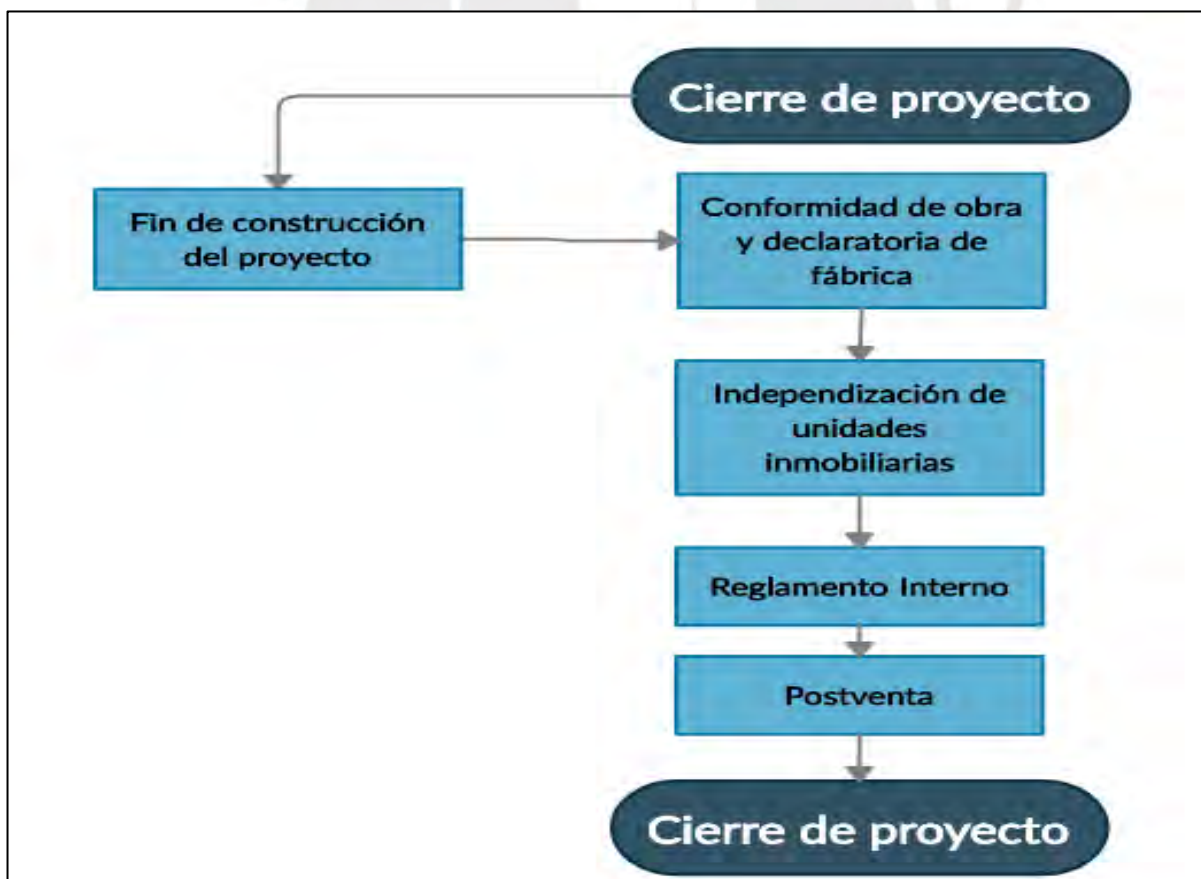 Cierre de proyecto
Fin de construcción
del proyecto
Conformidad de obra
y declaratoria de
fábrica
Independización de
unidades
inmobiliarias
Reglamento Interno
Postventa
Cierre de proyecto